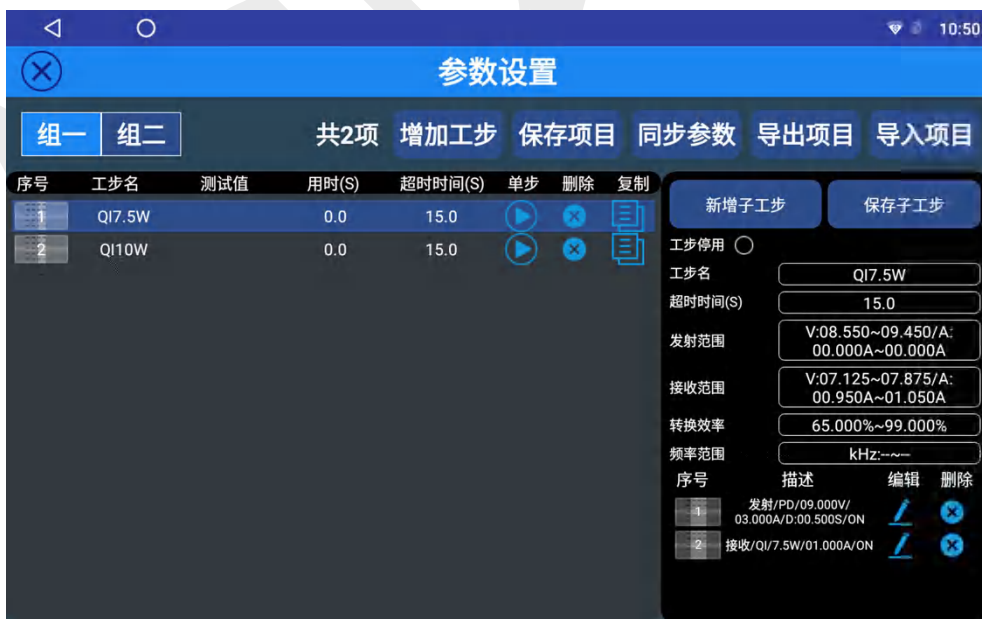 10:50
参数设置
组一 组二 共2项 增加工步 保存项目 同步参数 导出项目 导入项目
序号 工步名 测试值 用时(S) 超时时间(S) 单步 删除 复制
1 QI7.5W 0.0 15.0
2 QI10W 0.0 15.0
新增子工步 保存子工步
工步停用
工步名 QI7.5W
超时时间(S) 15.0
发射范围 V:08.550~09.450/A:
00.000A~00.000A
接收范围 V:07.125~07.875/A:
00.950A~01.050A
转换效率 65.000%~99.000%
频率范围 kHz:--~--
序号 描述 编辑 删除
1 发射/PD/09.000V/
03.000A/D:00.500S/ON
2 接收/QI/7.5W/01.000A/ON